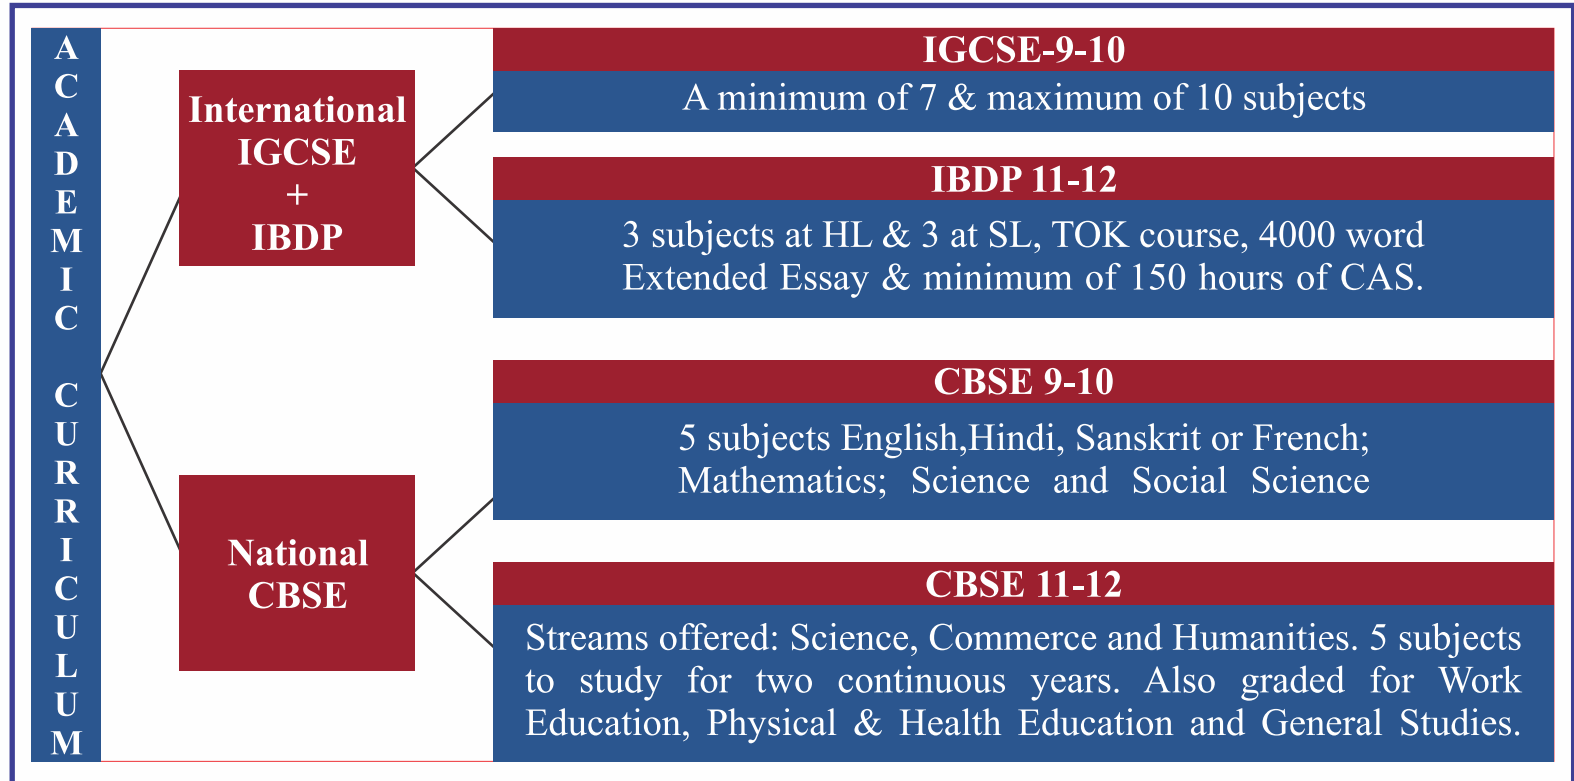 ACADEMIC CURRICULUM
International
IGCSE
+
IBDP
IGCSE-9-10
A minimum of 7 & maximum of 10 subjects
IBDP 11-12
3 subjects at HL & 3 at SL, TOK course, 4000 word
Extended Essay & minimum of 150 hours of CAS.
National
CBSE
CBSE 9-10
5 subjects English,Hindi, Sanskrit or French;
Mathematics; Science and Social Science
CBSE 11-12
Streams offered: Science, Commerce and Humanities. 5 subjects
to study for two continuous years. Also graded for Work
Education, Physical & Health Education and General Studies.